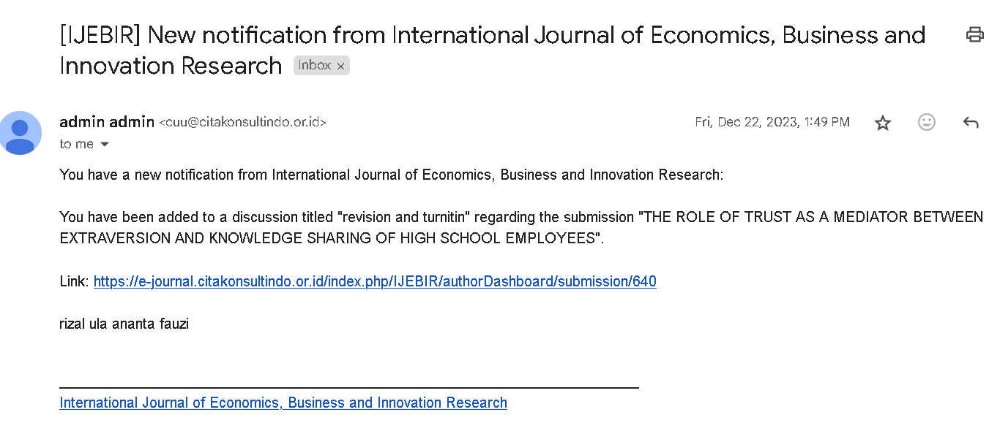 [IJEBIR] New notification from International Journal of Economics, Business and
Innovation Research Inbox x
admin admin <cuu@citakonsultindo.or.id> Fri, Dec 22, 2023, 1:49 PM
to me
You have a new notification from International Journal of Economics, Business and Innovation Research:
You have been added to a discussion titled "revision and turnitin" regarding the submission "THE ROLE OF TRUST AS A MEDIATOR BETWEEN
EXTRAVERSION AND KNOWLEDGE SHARING OF HIGH SCHOOL EMPLOYEES".
Link: https://e-journal.citakonsultindo.or.id/index.php/IJEBIR/authorDashboard/submission/640
rizal ula ananta fauzi
International Journal of Economics, Business and Innovation Research